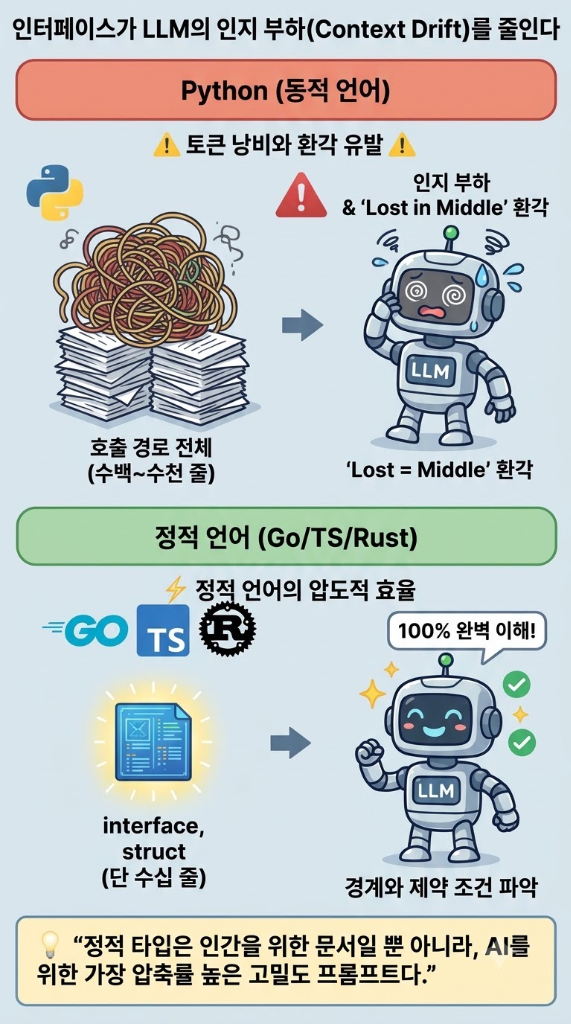 인터페이스가 LLM의 인지 부하(Context Drift)를 줄인다
Python (동적 언어)
토큰 낭비와 환각 유발
인지 부하
& ‘Lost in Middle’ 환각
LLM
호출 경로 전체
(수백~수천 줄)
‘Lost = Middle’ 환각
정적 언어 (Go/TS/Rust)
정적 언어의 압도적 효율
GO
TS
R
100% 완벽 이해!
LLM
interface,
struct
(단 수십 줄)
경계와 제약 조건 파악
“정적 타입은 인간을 위한 문서일 뿐 아니라, AI를
위한 가장 압축률 높은 고밀도 프롬프트다.”